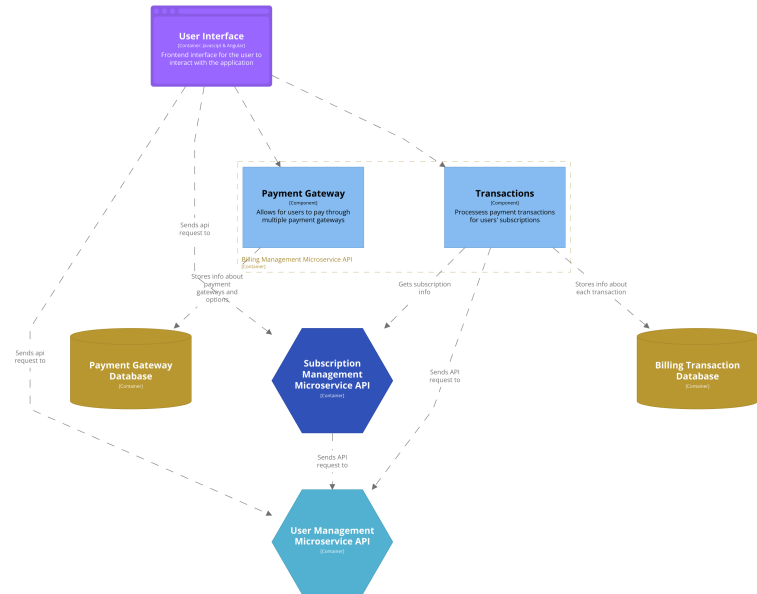 User Interface
[Container: Javascipt & Angular]
Frontend interface for the user to
interact with the application
Payment Gateway
[Component]
Allows for users to pay through
multiple payment gateways
Transactions
[Component]
Processess payment transactions
for users' subscriptions
Sends api
request to
Billing Management Microservice API
[Container]
Stores info about
payment
gateways and
options
Gets subscription
info
Stores info about
each transaction
Sends api
request to
Payment Gateway
Database
[Container]
Subscription
Management
Microservice API
[Container]
Billing Transaction
Database
[Container]
Sends API
request to
Sends API
request to
User Management
Microservice API
[Container]